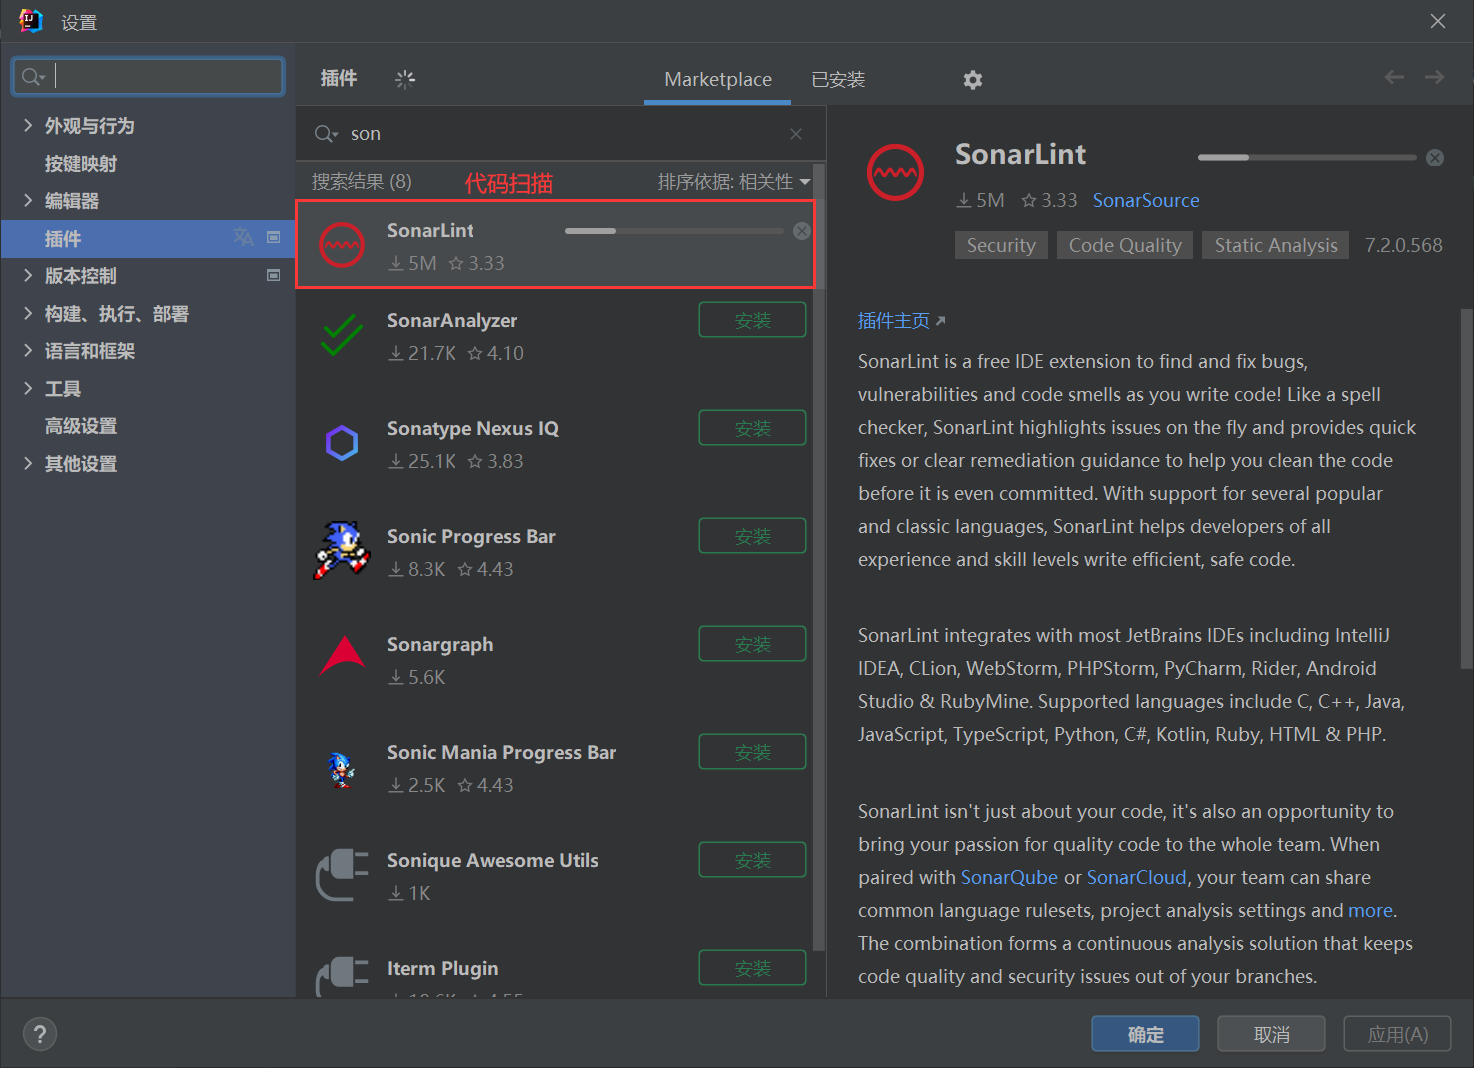 设置
插件
Marketplace
已安装
外观与行为
按键映射
编辑器
插件
版本控制
构建、执行、部署
语言和框架
工具
高级设置
其他设置
son
搜索结果 (8)
代码扫描
排序依据: 相关性
SonarLint
5M 3.33
SonarAnalyzer
安装
21.7K 4.10
Sonatype Nexus IQ
安装
25.1K 3.83
Sonic Progress Bar
安装
8.3K 4.43
Sonargraph
安装
5.6K
Sonic Mania Progress Bar
安装
2.5K 4.43
Sonique Awesome Utils
安装
1K
Iterm Plugin
安装
SonarLint
5M 3.33 SonarSource
Security Code Quality Static Analysis 7.2.0.568
插件主页
SonarLint is a free IDE extension to find and fix bugs,
vulnerabilities and code smells as you write code! Like a spell
checker, SonarLint highlights issues on the fly and provides quick
fixes or clear remediation guidance to help you clean the code
before it is even committed. With support for several popular
and classic languages, SonarLint helps developers of all
experience and skill levels write efficient, safe code.
SonarLint integrates with most JetBrains IDEs including IntelliJ
IDEA, CLion, WebStorm, PHPStorm, PyCharm, Rider, Android
Studio & RubyMine. Supported languages include C, C++, Java,
JavaScript, TypeScript, Python, C#, Kotlin, Ruby, HTML & PHP.
SonarLint isn't just about your code, it's also an opportunity to
bring your passion for quality code to the whole team. When
paired with SonarQube or SonarCloud, your team can share
common language rulesets, project analysis settings and more.
The combination forms a continuous analysis solution that keeps
code quality and security issues out of your branches.
?
确定
取消
应用(A)